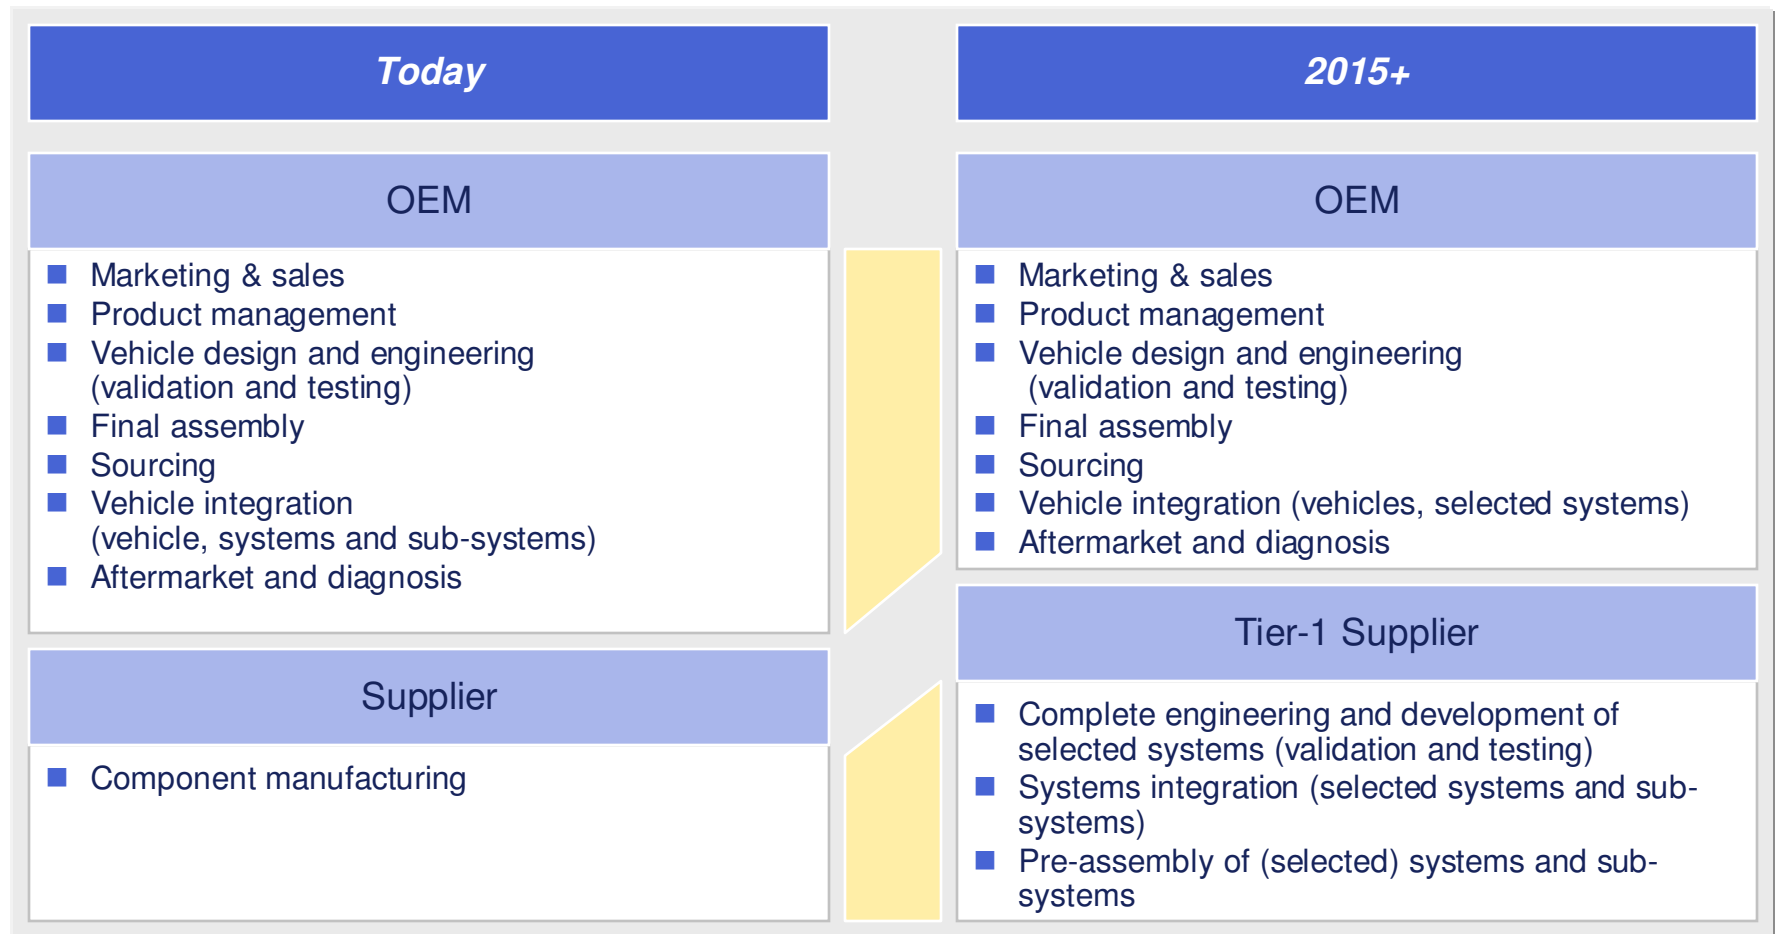 Today
OEM
Marketing & sales
Product management
Vehicle design and engineering
(validation and testing)
Final assembly
Sourcing
Vehicle integration
(vehicle, systems and sub-systems)
Aftermarket and diagnosis
Supplier
Component manufacturing
2015+
OEM
Marketing & sales
Product management
Vehicle design and engineering
(validation and testing)
Final assembly
Sourcing
Vehicle integration (vehicles, selected systems)
Aftermarket and diagnosis
Tier-1 Supplier
Complete engineering and development of
selected systems (validation and testing)
Systems integration (selected systems and sub-
systems)
Pre-assembly of (selected) systems and sub-
systems